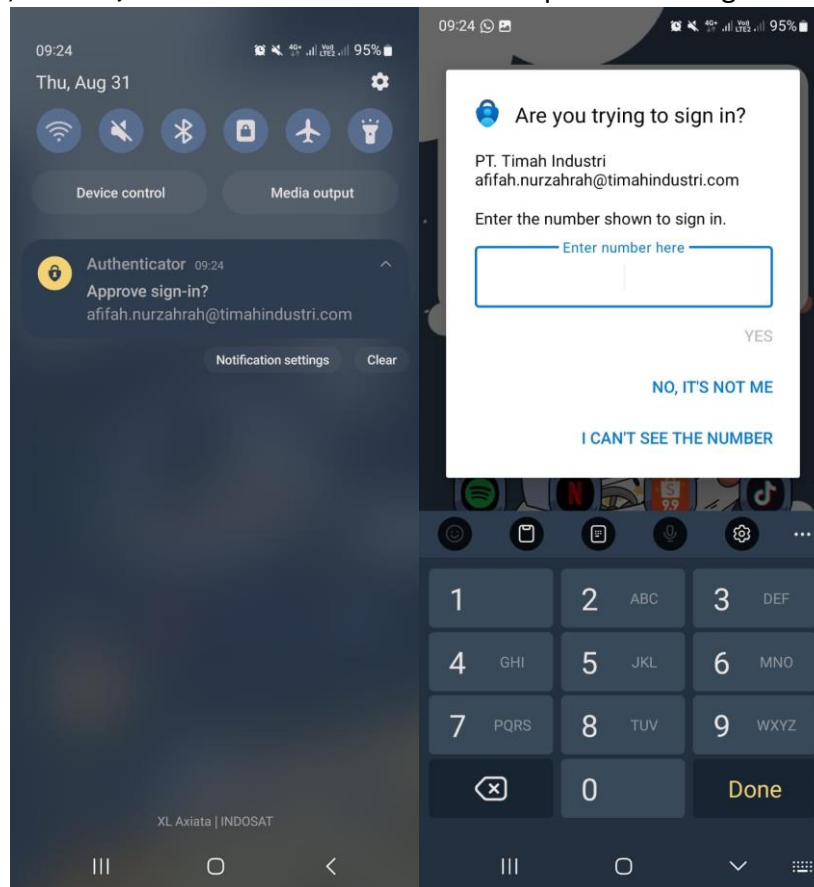 09:24
95%
Thu, Aug 31
Device control
Media output
Authenticator 09:24
Approve sign-in?
afifah.nurzahrah@timahindustri.com
Notification settings
Clear
XL Axiata | INDOSAT
09:24
95%
Are you trying to sign in?
PT. Timah Industri
afifah.nurzahrah@timahindustri.com
Enter the number shown to sign in.
Enter number here
YES
NO, IT'S NOT ME
I CAN'T SEE THE NUMBER
9.9
1
2 ABC
3 DEF
4 GHI
5 JKL
6 MNO
7 PQRS
8 TUV
9 WXYZ
0
Done